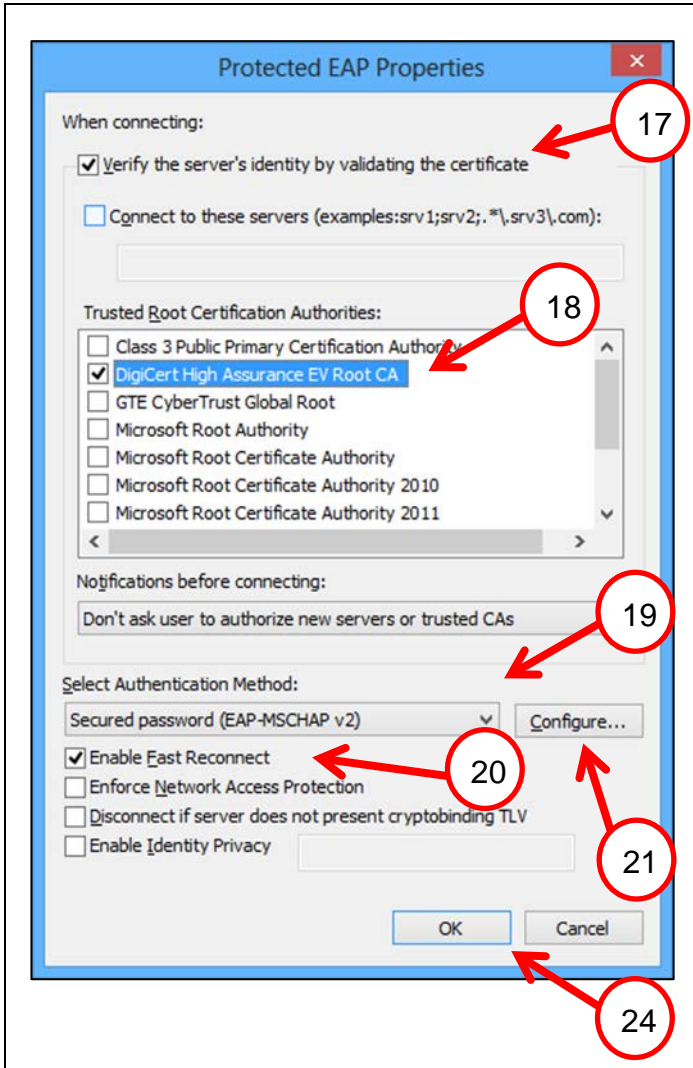 Protected EAP Properties
When connecting:
17
Verify the server's identity by validating the certificate
Connect to these servers (examples:srv1;srv2;.*\.srv3\.com):
Trusted Root Certification Authorities:
18
Class 3 Public Primary Certification Authority
DigiCert High Assurance EV Root CA
GTE CyberTrust Global Root
Microsoft Root Authority
Microsoft Root Certificate Authority
Microsoft Root Certificate Authority 2010
Microsoft Root Certificate Authority 2011
Notifications before connecting:
Don't ask user to authorize new servers or trusted CAs
19
Select Authentication Method:
Secured password (EAP-MSCHAP v2)
Configure...
Enable Fast Reconnect
20
Enforce Network Access Protection
Disconnect if server does not present cryptobinding TLV
Enable Identity Privacy
21
OK
Cancel
24